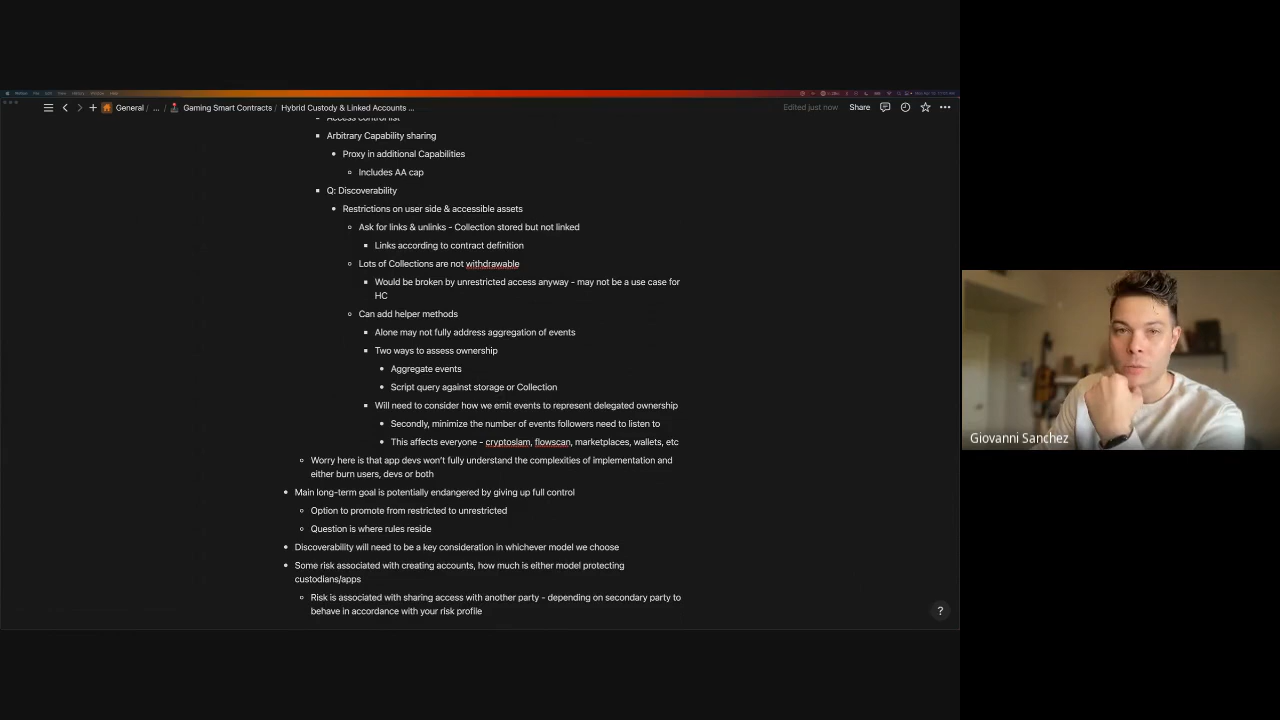 General / ... / Gaming Smart Contracts / Hybrid Custody & Linked Accounts ...
Edited just now
Share
Access control list
Arbitrary Capability sharing
Proxy in additional Capabilities
Includes AA cap
Q: Discoverability
Restrictions on user side & accessible assets
Ask for links & unlinks - Collection stored but not linked
Links according to contract definition
Lots of Collections are not withdrawable
Would be broken by unrestricted access anyway - may not be a use case for
HC
Can add helper methods
Alone may not fully address aggregation of events
Two ways to assess ownership
Aggregate events
Script query against storage or Collection
Will need to consider how we emit events to represent delegated ownership
Secondly, minimize the number of events followers need to listen to
This affects everyone - cryptoslam, flowscan, marketplaces, wallets, etc
Worry here is that app devs won't fully understand the complexities of implementation and
either burn users, devs or both
Main long-term goal is potentially endangered by giving up full control
Option to promote from restricted to unrestricted
Question is where rules reside
Discoverability will need to be a key consideration in whichever model we choose
Some risk associated with creating accounts, how much is either model protecting
custodians/apps
Risk is associated with sharing access with another party - depending on secondary party to
behave in accordance with your risk profile
?
Giovanni Sanchez